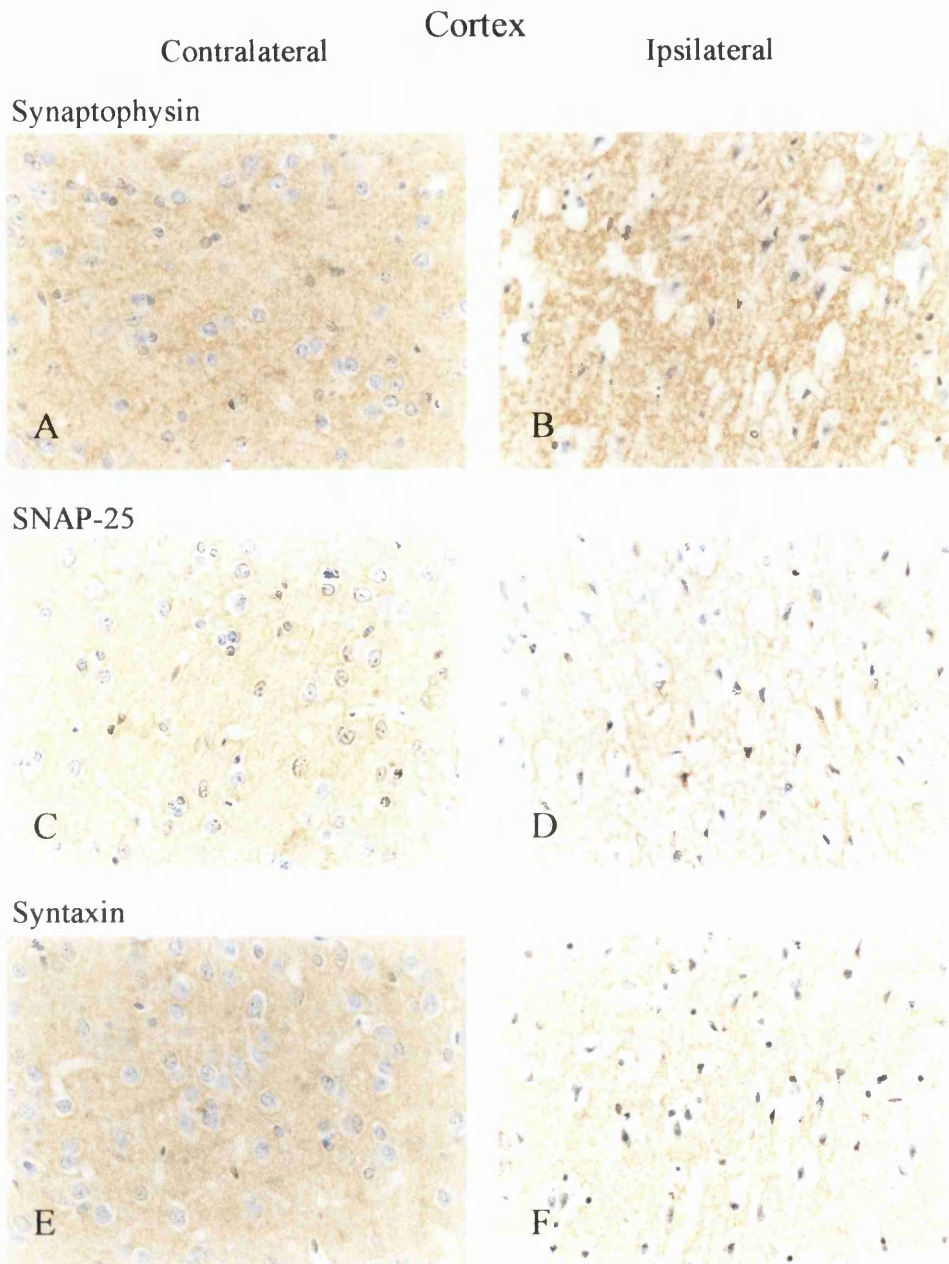 Cortex
Contralateral Ipsilateral
Synaptophysin
A B
SNAP-25
C D
Syntaxin
E F